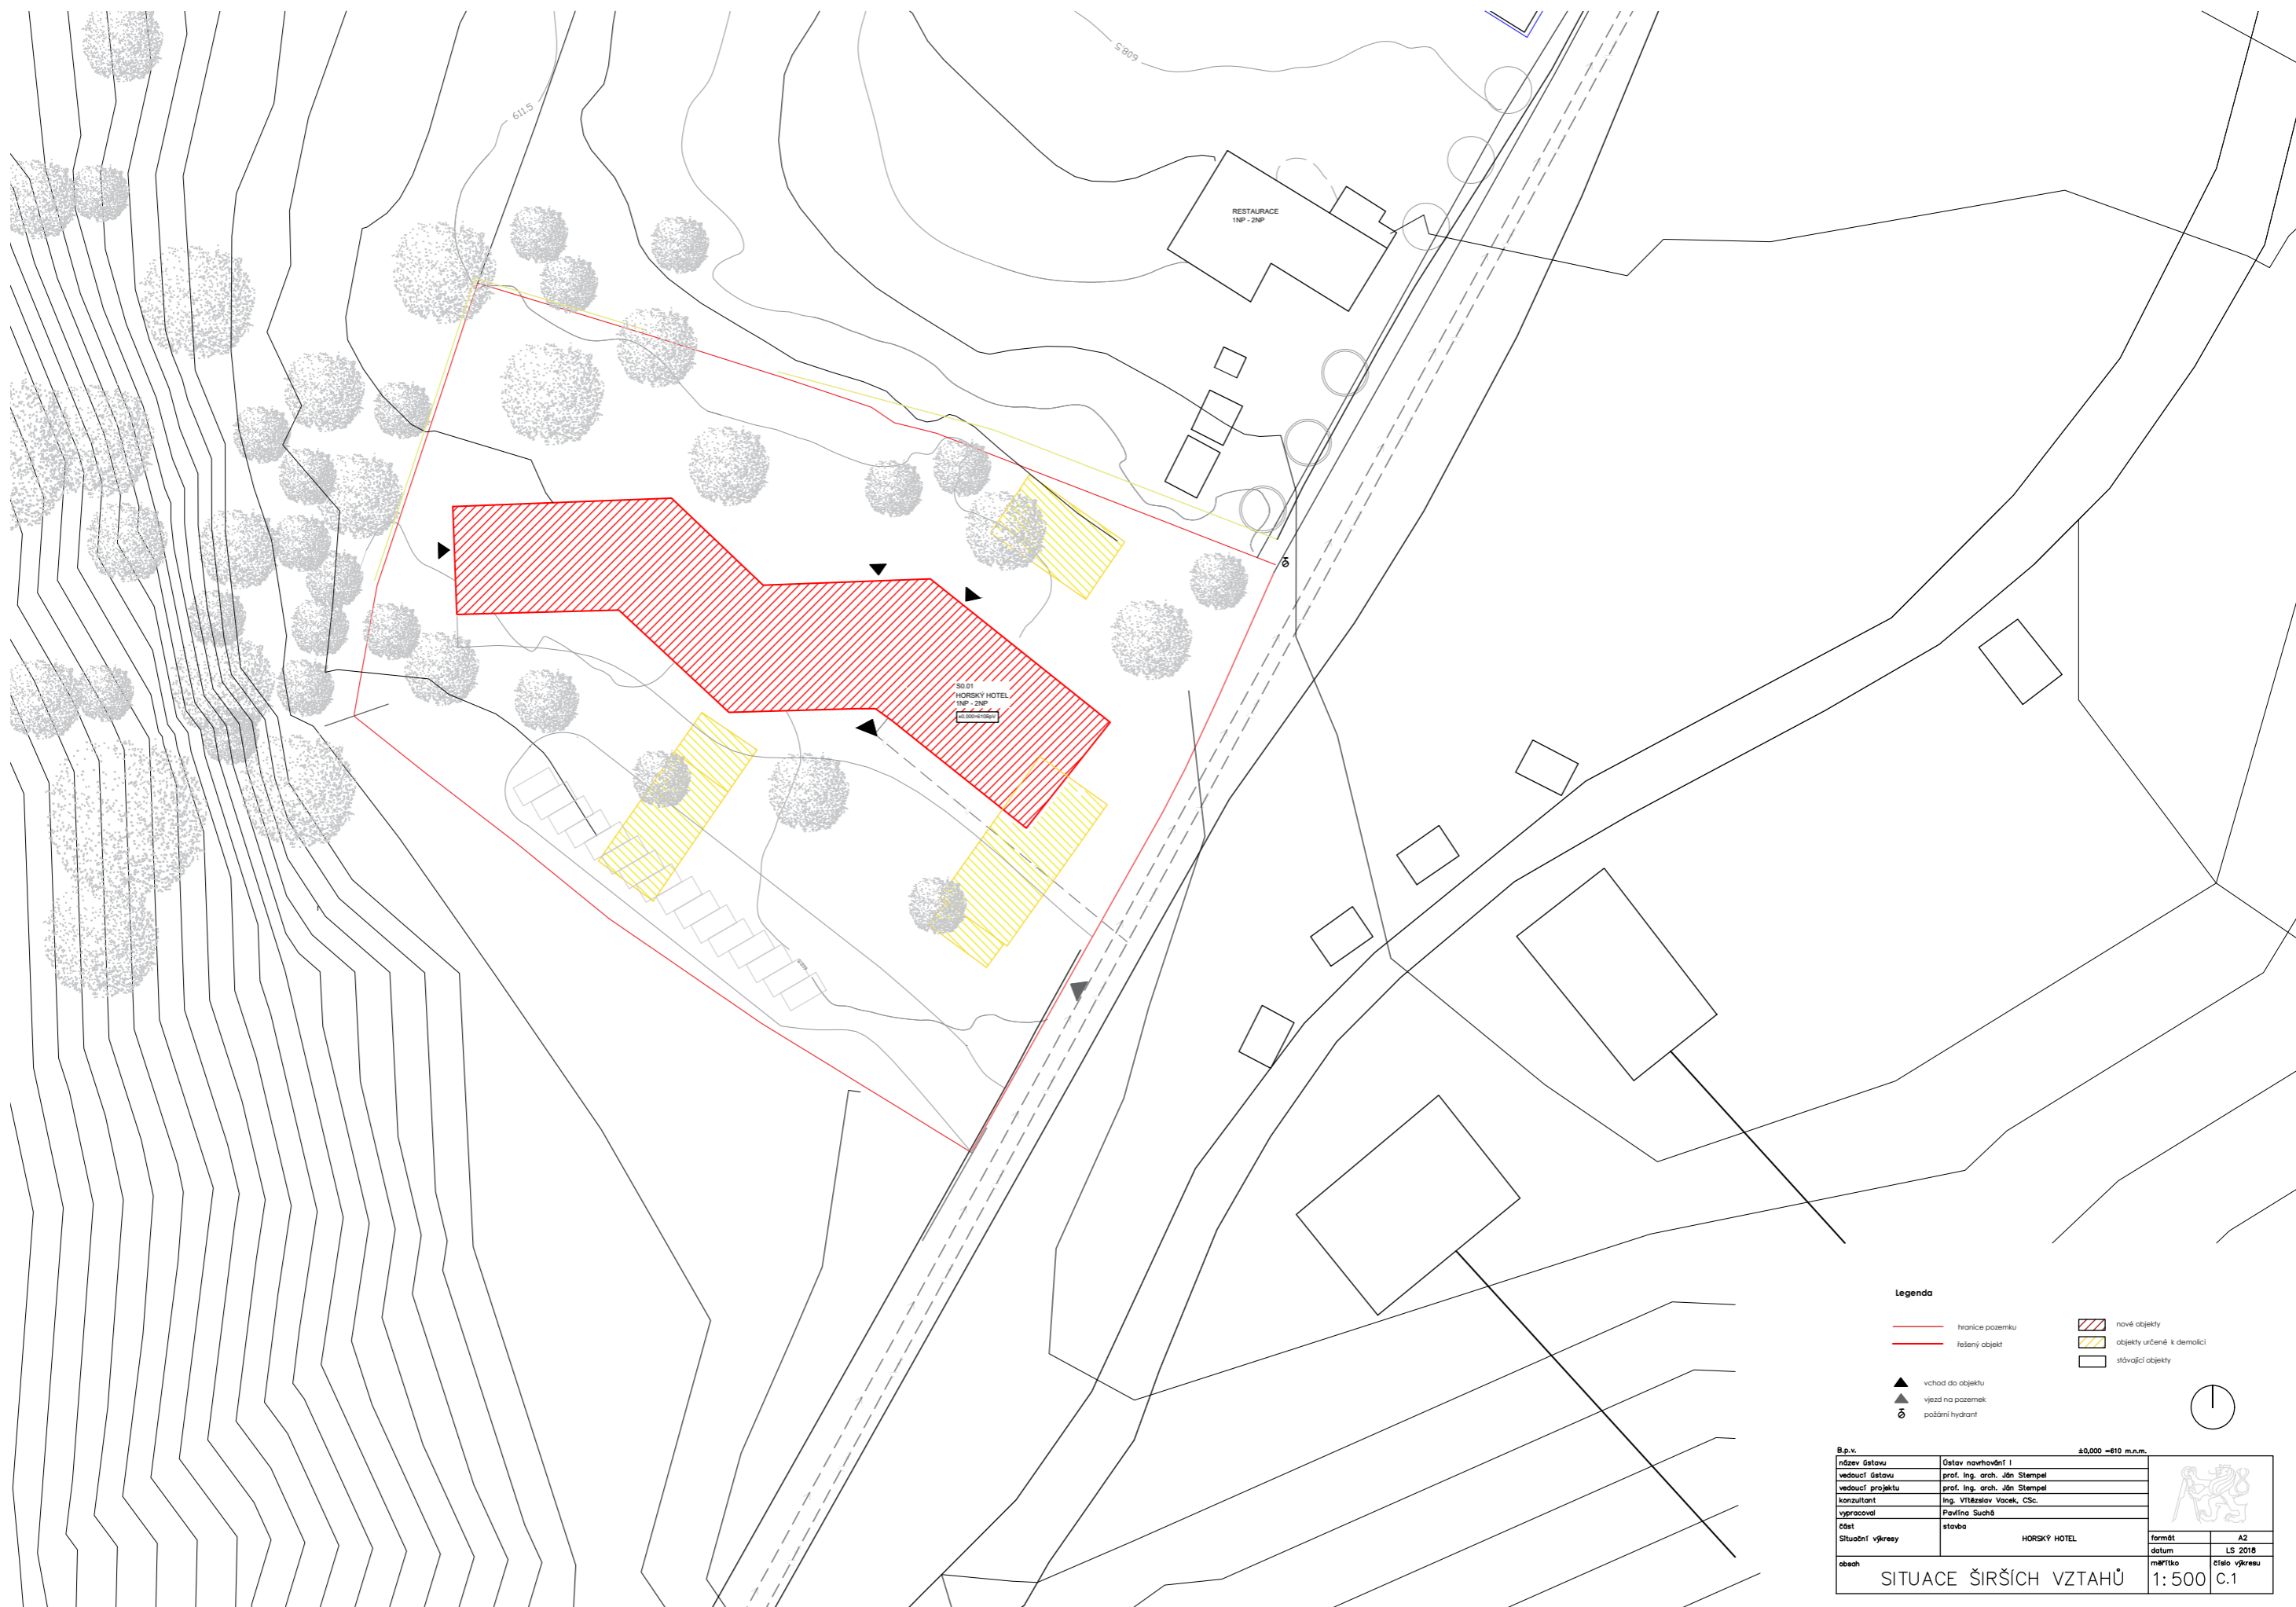 608.5
611.5
RESTAURACE
1NP - 2NP
S0.01
HORSKÝ HOTEL
1NP - 2NP
Legenda
hranice pozemku
řešený objekt
nové objekty
objekty určené k demolici
stávající objekty
vchod do objektu
vjezd na pozemek
požární hydrant
B.p.v. ±0,000 =610 m.n.m.
název ústavu Ústav navrhování I
vedoucí ústavu prof. Ing. arch. Ján Stempel
vedoucí projektu prof. Ing. arch. Ján Stempel
konzultant Ing. Vítězslav Vacek, CSc.
vypracoval Pavlína Suchá
část stavba
Situační výkresy HORSKÝ HOTEL
formát A2
datum LS 2018
obsah měřítko číslo výkresu
SITUACE ŠIRŠÍCH VZTAHŮ 1:500 C.1